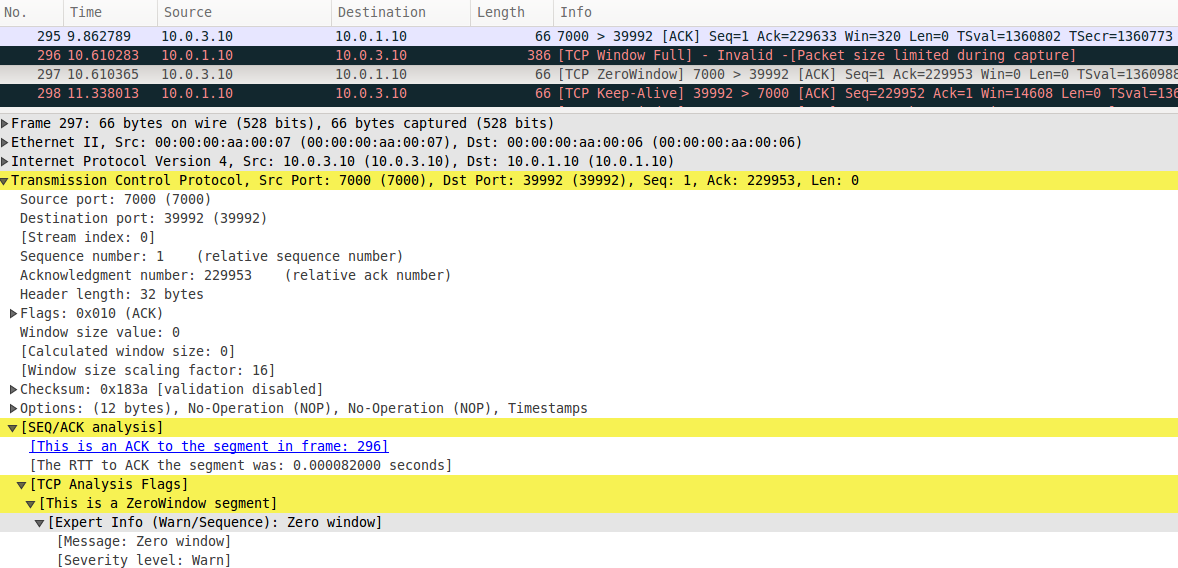 No. Time Source Destination Length Info
295 9.862789 10.0.3.10 10.0.1.10 66 7000 > 39992 [ACK] Seq=1 Ack=229633 Win=320 Len=0 TSval=1360802 TSecr=1360773
296 10.610283 10.0.1.10 10.0.3.10 386 [TCP Window Full] - Invalid -[Packet size limited during capture]
297 10.610365 10.0.3.10 10.0.1.10 66 [TCP ZeroWindow] 7000 > 39992 [ACK] Seq=1 Ack=229953 Win=0 Len=0 TSval=1360988
298 11.338013 10.0.1.10 10.0.3.10 66 [TCP Keep-Alive] 39992 > 7000 [ACK] Seq=229952 Ack=1 Win=14608 Len=0 TSval=136
Frame 297: 66 bytes on wire (528 bits), 66 bytes captured (528 bits)
Ethernet II, Src: 00:00:00:aa:00:07 (00:00:00:aa:00:07), Dst: 00:00:00:aa:00:06 (00:00:00:aa:00:06)
Internet Protocol Version 4, Src: 10.0.3.10 (10.0.3.10), Dst: 10.0.1.10 (10.0.1.10)
Transmission Control Protocol, Src Port: 7000 (7000), Dst Port: 39992 (39992), Seq: 1, Ack: 229953, Len: 0
Source port: 7000 (7000)
Destination port: 39992 (39992)
[Stream index: 0]
Sequence number: 1 (relative sequence number)
Acknowledgment number: 229953 (relative ack number)
Header length: 32 bytes
Flags: 0x010 (ACK)
Window size value: 0
[Calculated window size: 0]
[Window size scaling factor: 16]
Checksum: 0x183a [validation disabled]
Options: (12 bytes), No-Operation (NOP), No-Operation (NOP), Timestamps
[SEQ/ACK analysis]
[This is an ACK to the segment in frame: 296]
[The RTT to ACK the segment was: 0.000082000 seconds]
[TCP Analysis Flags]
[This is a ZeroWindow segment]
[Expert Info (Warn/Sequence): Zero window]
[Message: Zero window]
[Severity level: Warn]